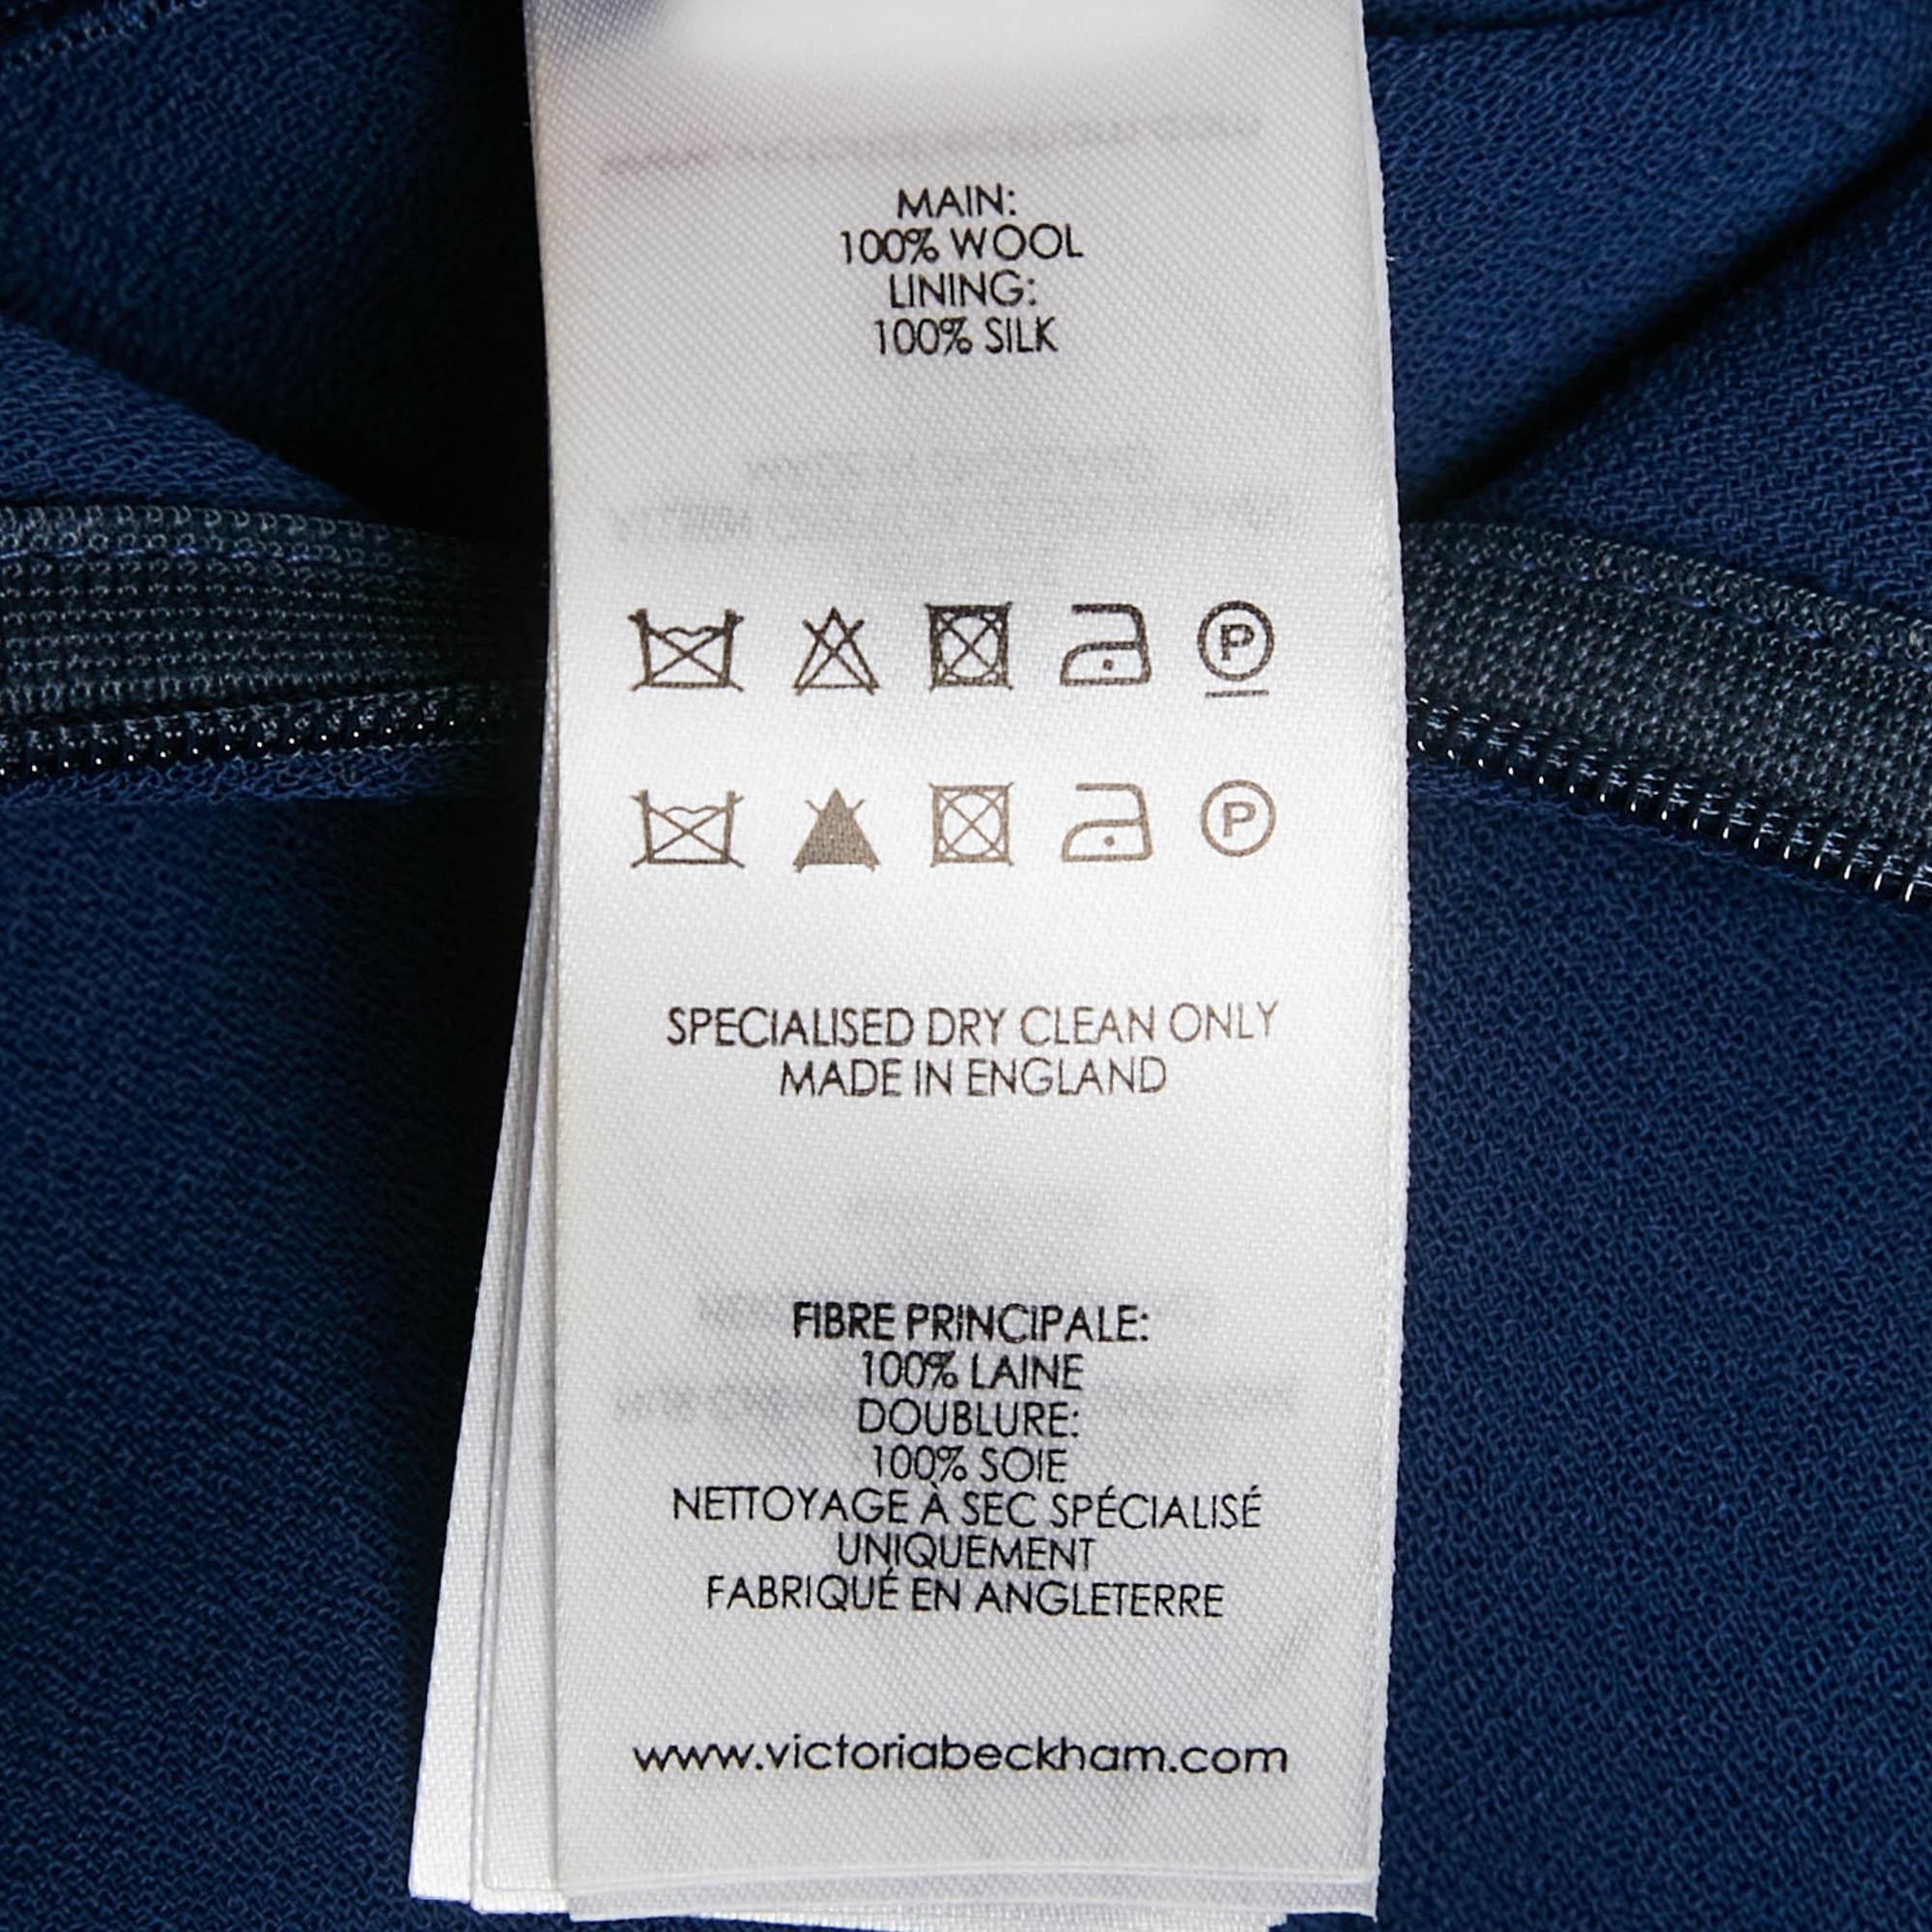 MAIN:
100% WOOL
LINING:
100% SILK
P
P
SPECIALISED DRY CLEAN ONLY
MADE IN ENGLAND
FIBRE PRINCIPALE:
100% LAINE
DOUBLURE:
100% SOIE
NETTOYAGE À SEC SPÉCIALISÉ
UNIQUEMENT
FABRIQUÉ EN ANGLETERRE
www.victoriabeckham.com